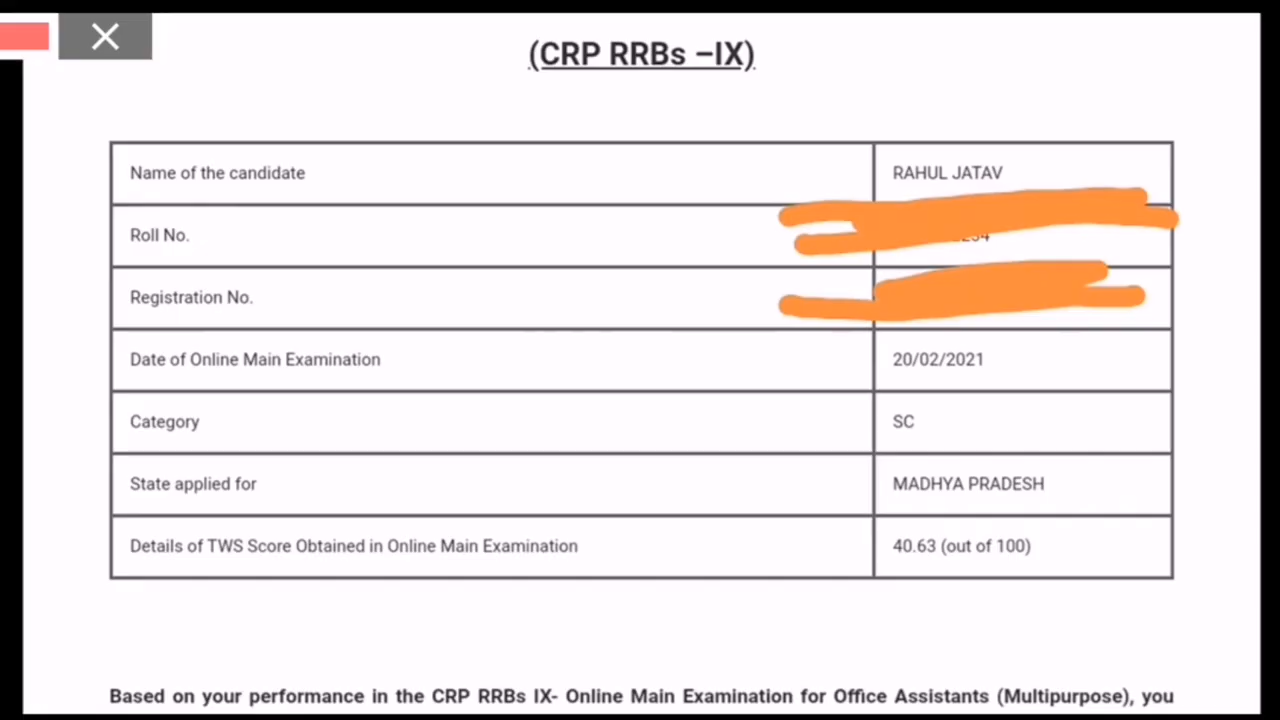 (CRP RRBs –IX)
Name of the candidate RAHUL JATAV
Roll No.
Registration No.
Date of Online Main Examination 20/02/2021
Category SC
State applied for MADHYA PRADESH
Details of TWS Score Obtained in Online Main Examination 40.63 (out of 100)
Based on your performance in the CRP RRBs IX- Online Main Examination for Office Assistants (Multipurpose), you